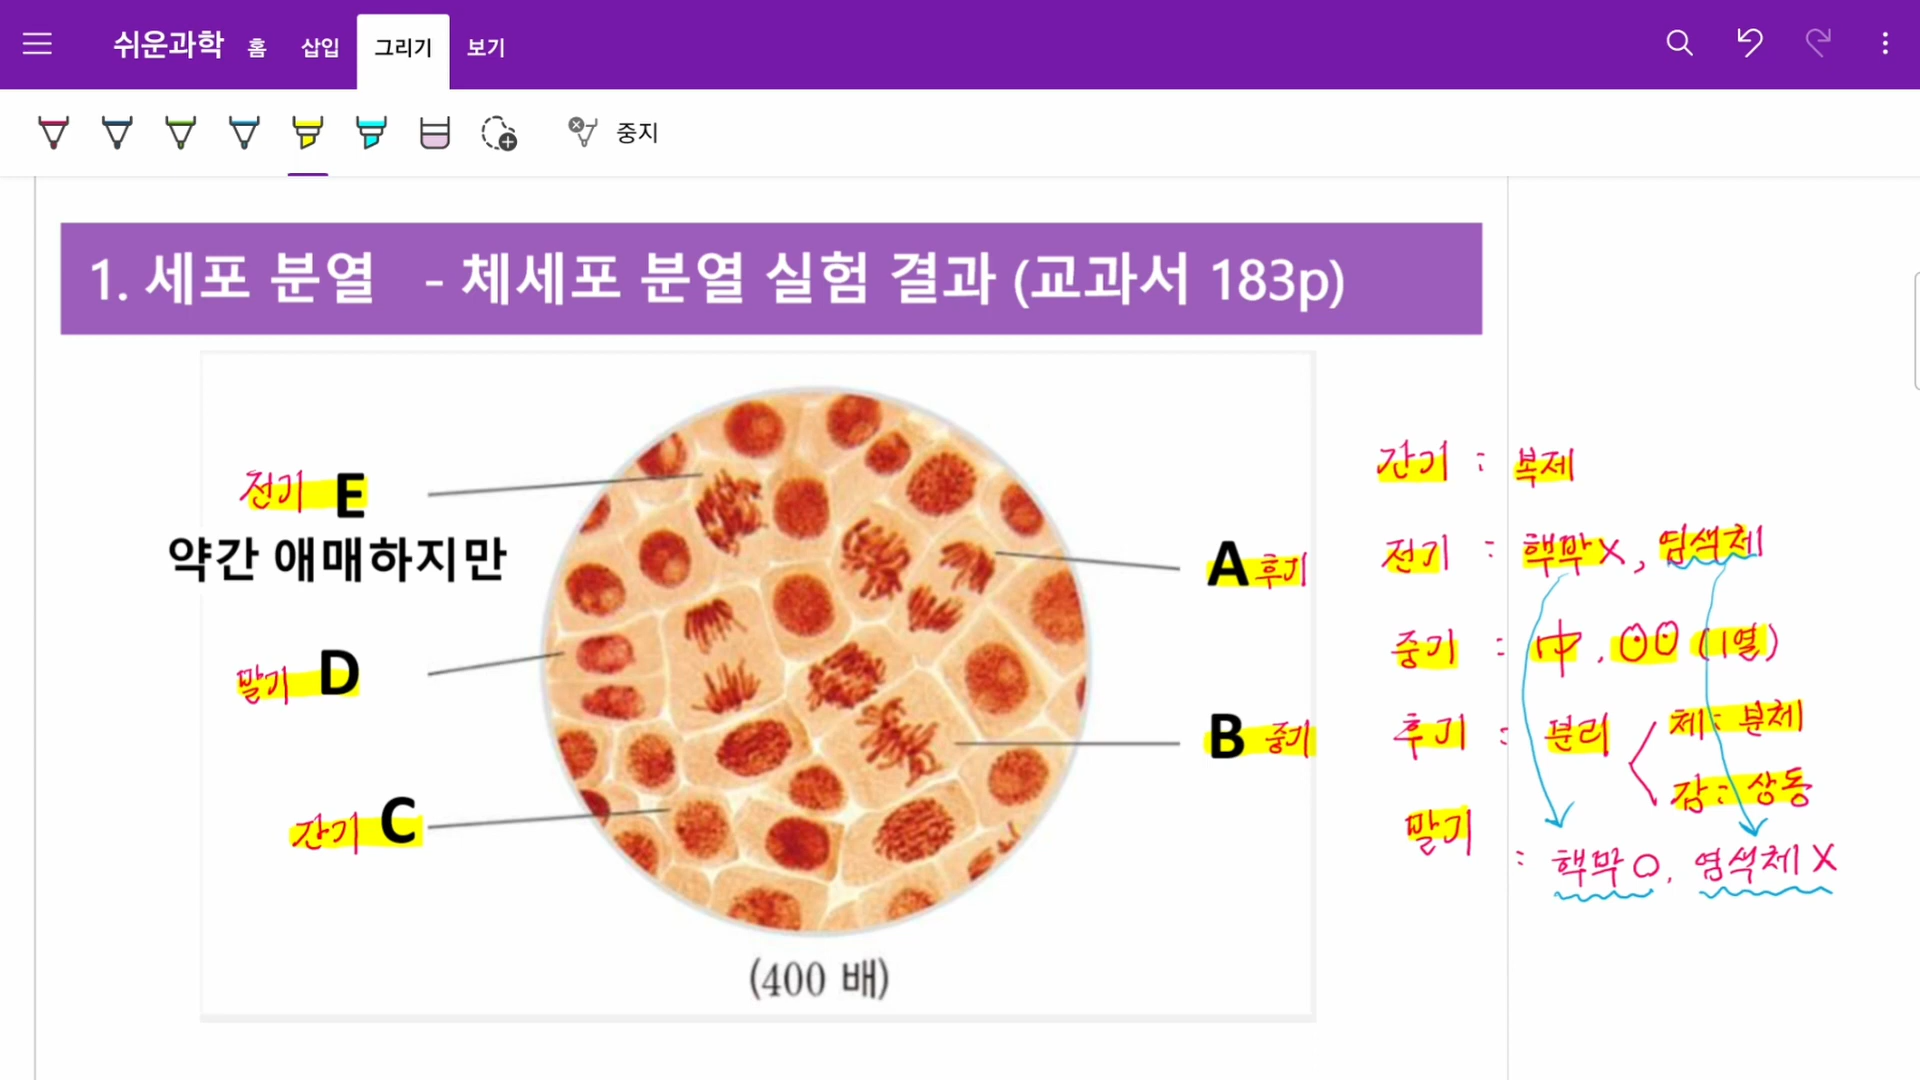 쉬운과학 홈 삽입 그리기 보기
중지
1. 세포 분열 - 체세포 분열 실험 결과 (교과서 183p)
전기 E
약간 애매하지만
말기 D
간기 C
A 후기
B 중기
(400 배)
간기 : 복제
전기 : 핵막X, 염색체
중기 : 中. (1열)
후기 : 분리
체 : 분체
감 : 상동
말기 : 핵막O. 염색체X